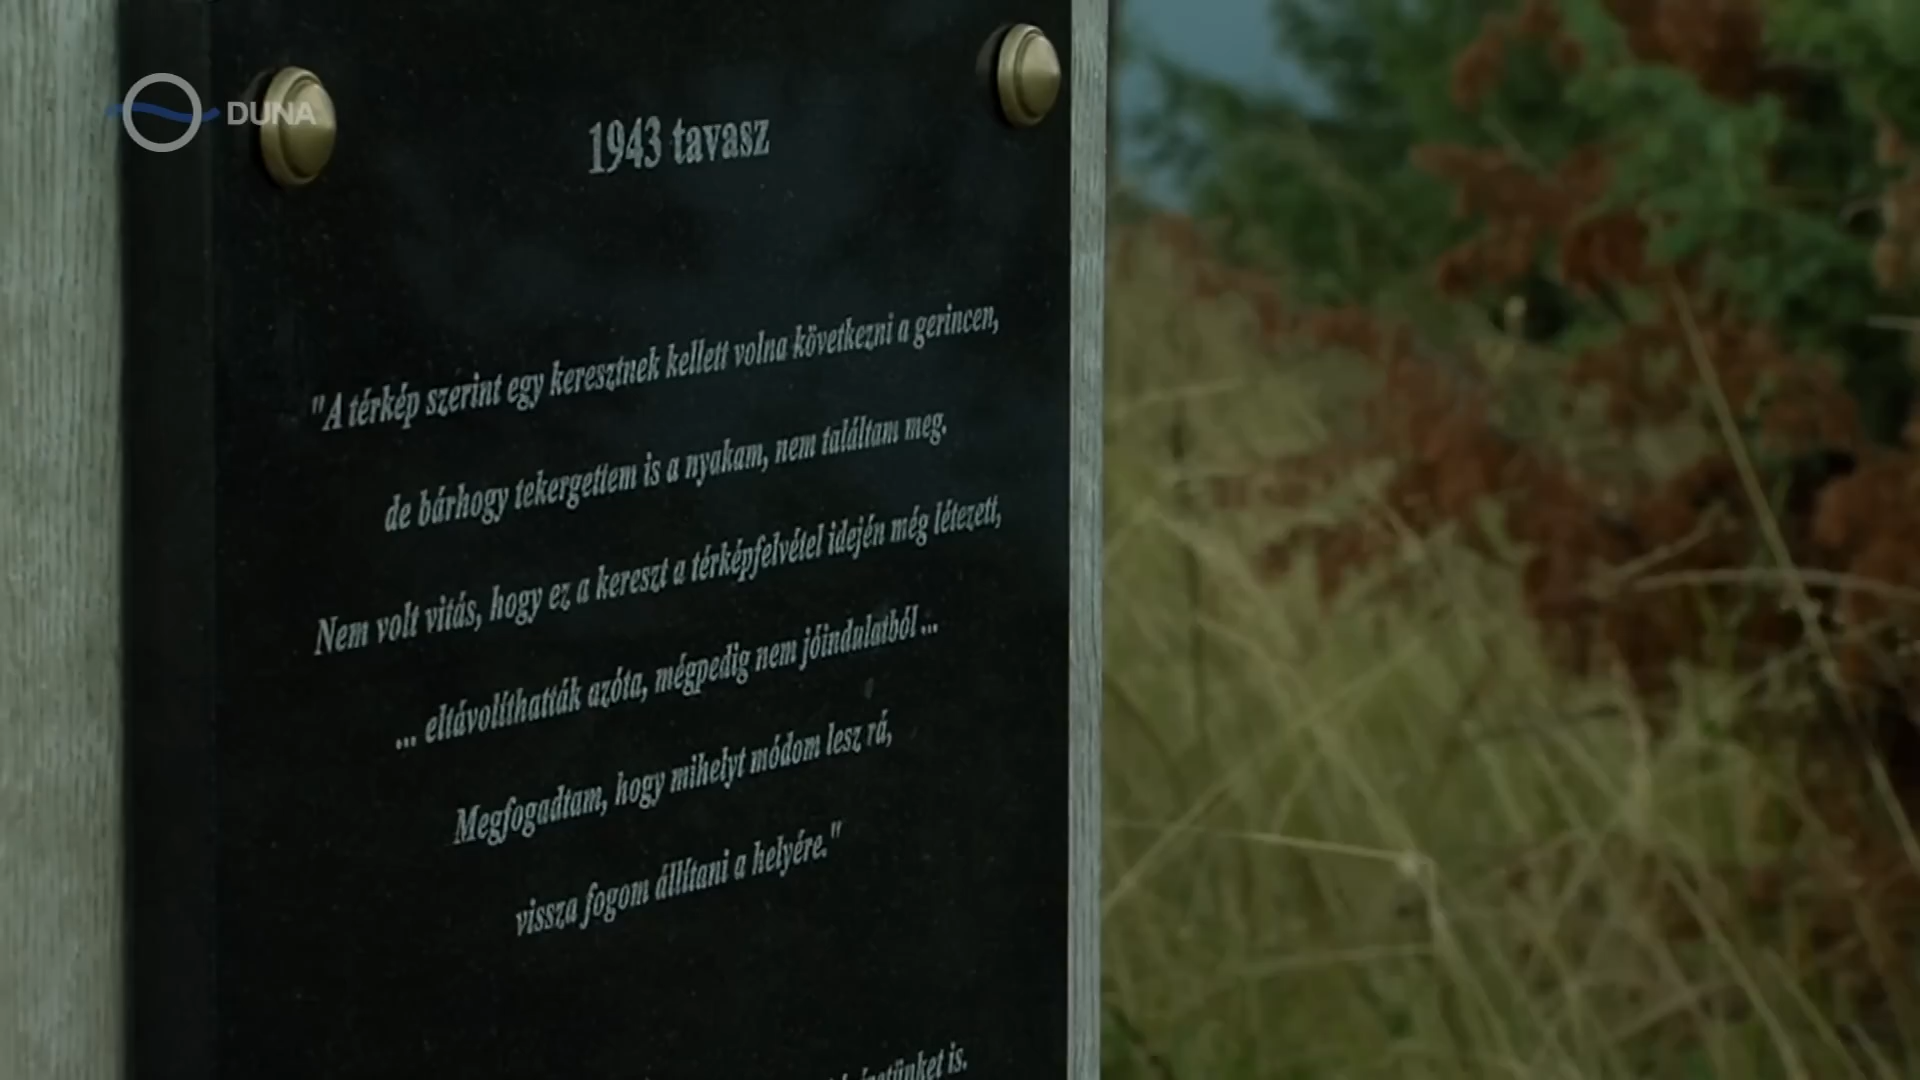 DUNA
1943 tavasz
"A térkép szerint egy keresztnek kellett volna következni a gerincen,
de bárhogy tekergettem is a nyakam, nem találtam meg.
Nem volt vitás, hogy ez a kereszt a térképfelvétel idején még létezett,
... eltávolíthatták azóta, mégpedig nem jóindulatból ...
Megfogadtam, hogy mihelyt módom lesz rá,
vissza fogom állítani a helyére."
is.